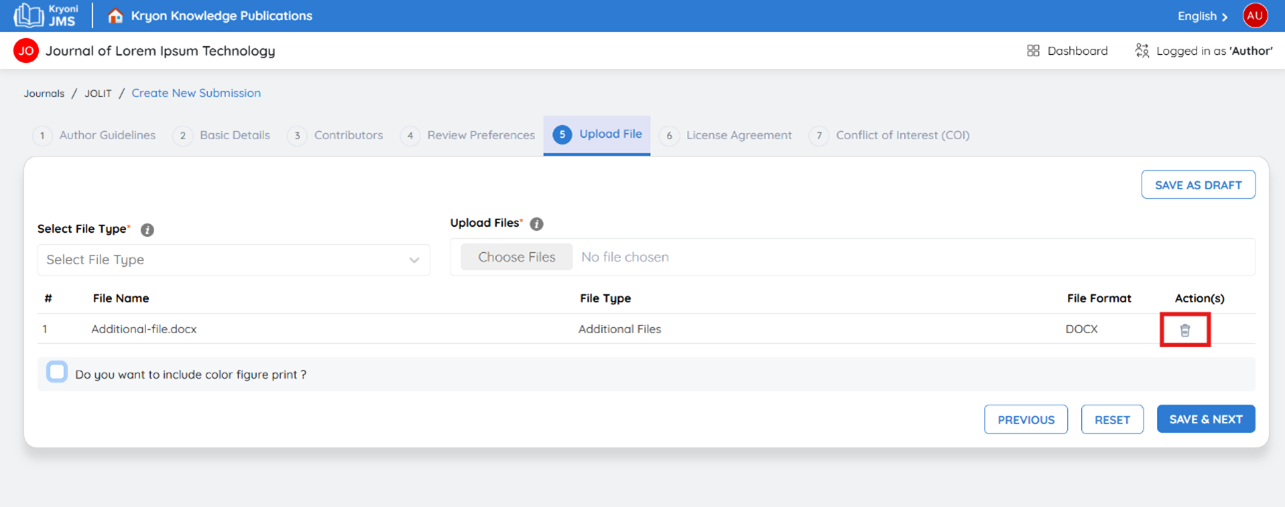 Kryoni JMS Kryon Knowledge Publications English > AU
JO Journal of Lorem Ipsum Technology Dashboard Logged in as 'Author'
Journals / JOLIT / Create New Submission
1 Author Guidelines 2 Basic Details 3 Contributors 4 Review Preferences 5 Upload File 6 License Agreement 7 Conflict of Interest (COI)
SAVE AS DRAFT
Select File Type* i Upload Files* i
Select File Type Choose Files No file chosen
# File Name File Type File Format Action(s)
1 Additional-file.docx Additional Files DOCX
Do you want to include color figure print ?
PREVIOUS RESET SAVE & NEXT